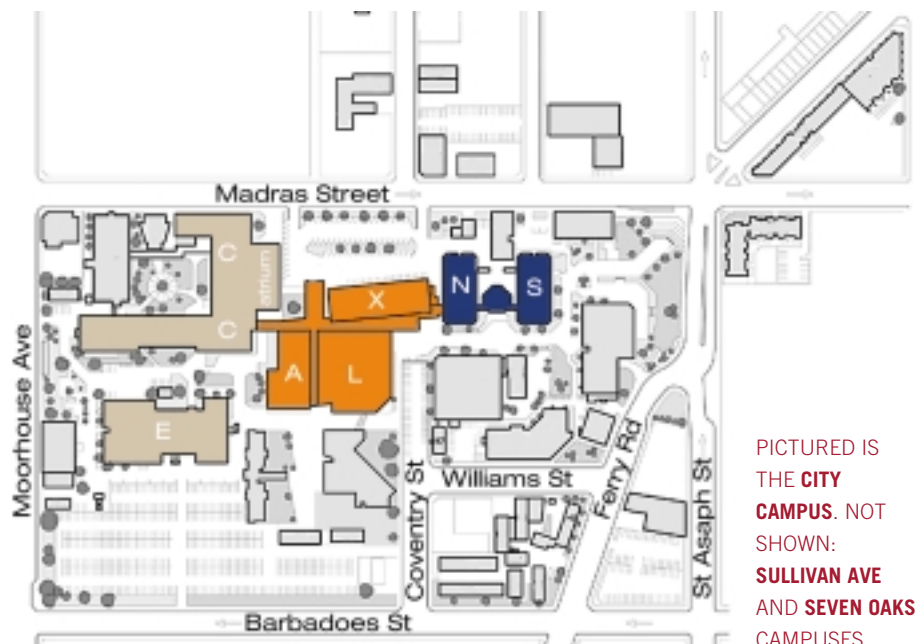 Madras Street
C
atrium
X
N
S
C
A
L
E
Moorhouse Ave
Williams St
Coventry St
Ferry Rd
St Asaph St
Barbadoes St
PICTURED IS
THE CITY
CAMPUS. NOT
SHOWN:
SULLIVAN AVE
AND SEVEN OAKS
CAMPUSES